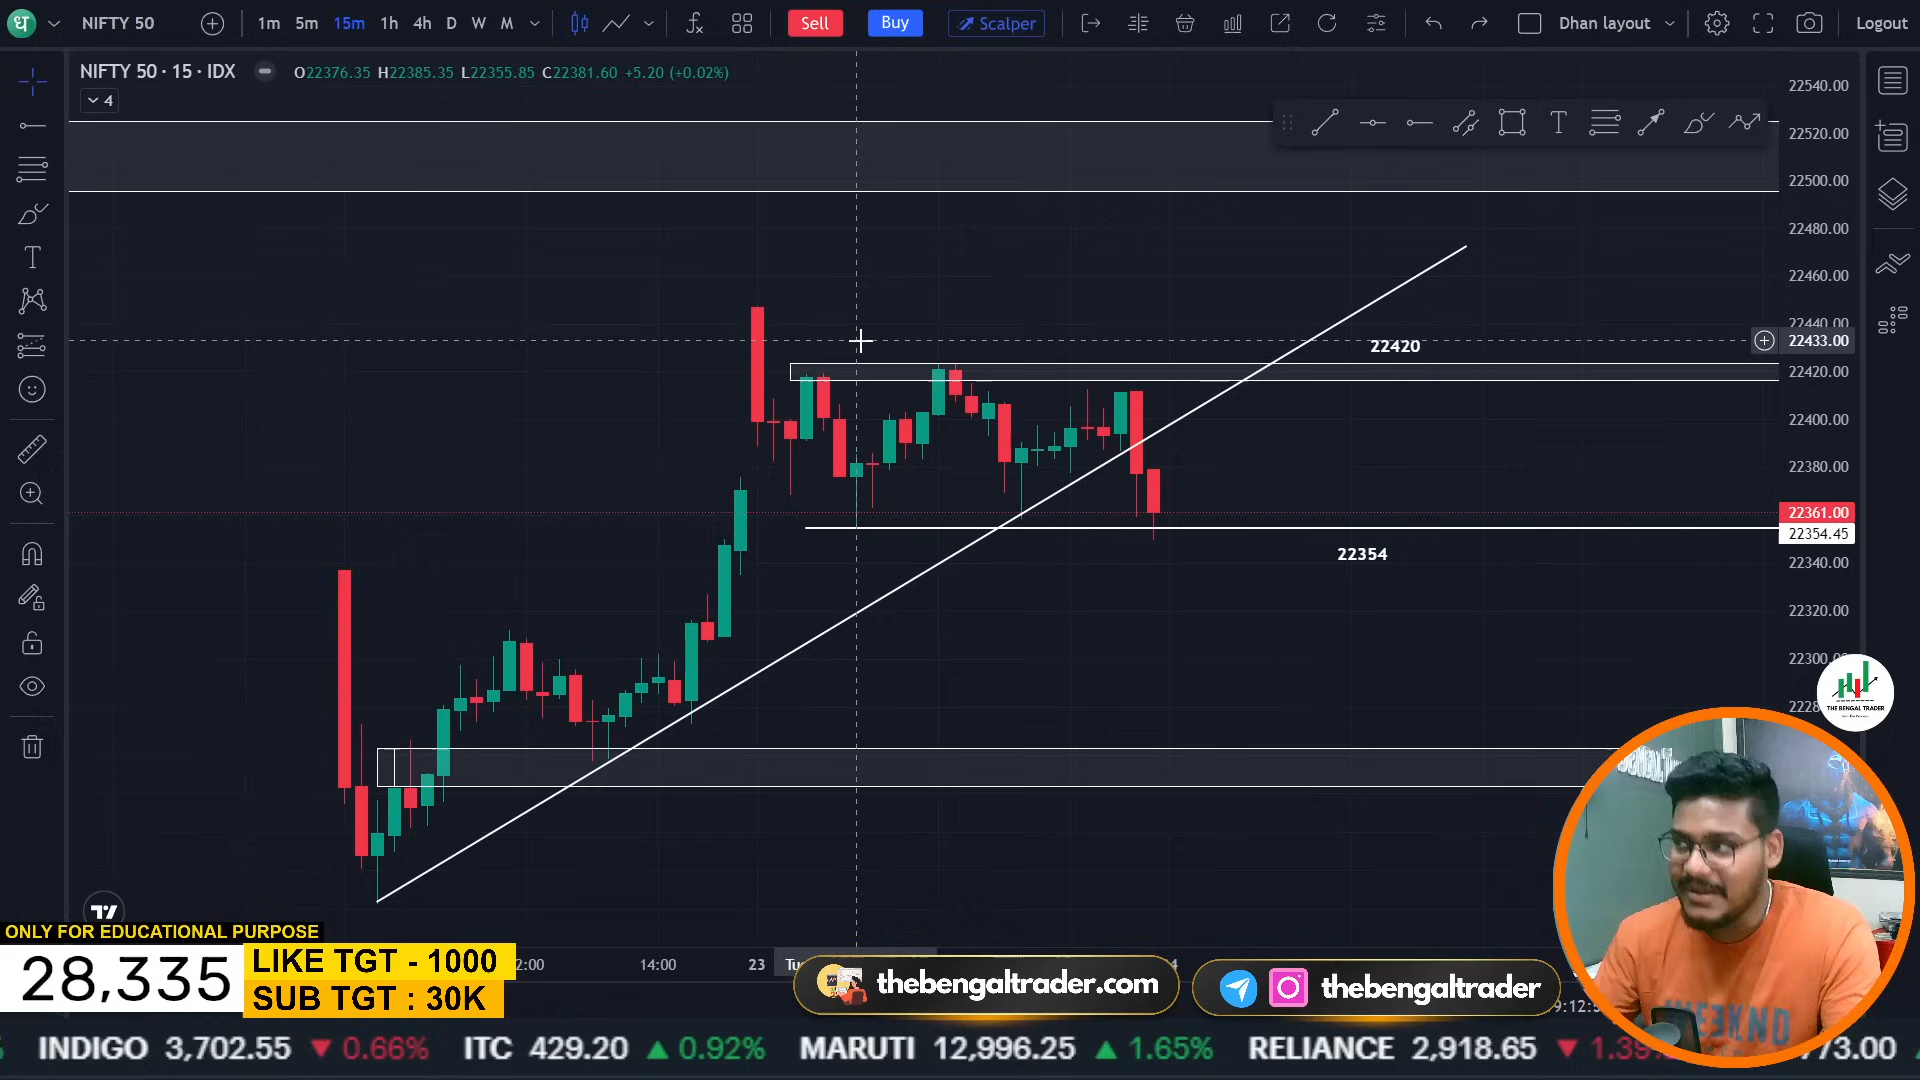 धा NIFTY 50 1m 5m 15m 1h 4h D W M Sell Buy Scalper Dhan layout Logout
NIFTY 50 · 15 · IDX O22376.35 H22385.35 L22355.85 C22381.60 +5.20 (+0.02%)
4
22540.00
22520.00
22500.00
22480.00
22460.00
22440.00
22433.00
22420
22420.00
22400.00
22380.00
22361.00
22354.45
22354
22340.00
22320.00
THE BENGAL TRADER
ONLY FOR EDUCATIONAL PURPOSE
28,335
LIKE TGT - 1000
SUB TGT : 30K
14:00 23
thebengaltrader.com
thebengaltrader
INDIGO 3,702.55 ▼ 0.66% ITC 429.20 ▲ 0.92% MARUTI 12,996.25 ▲ 1.65% RELIANCE 2,918.65 ▼